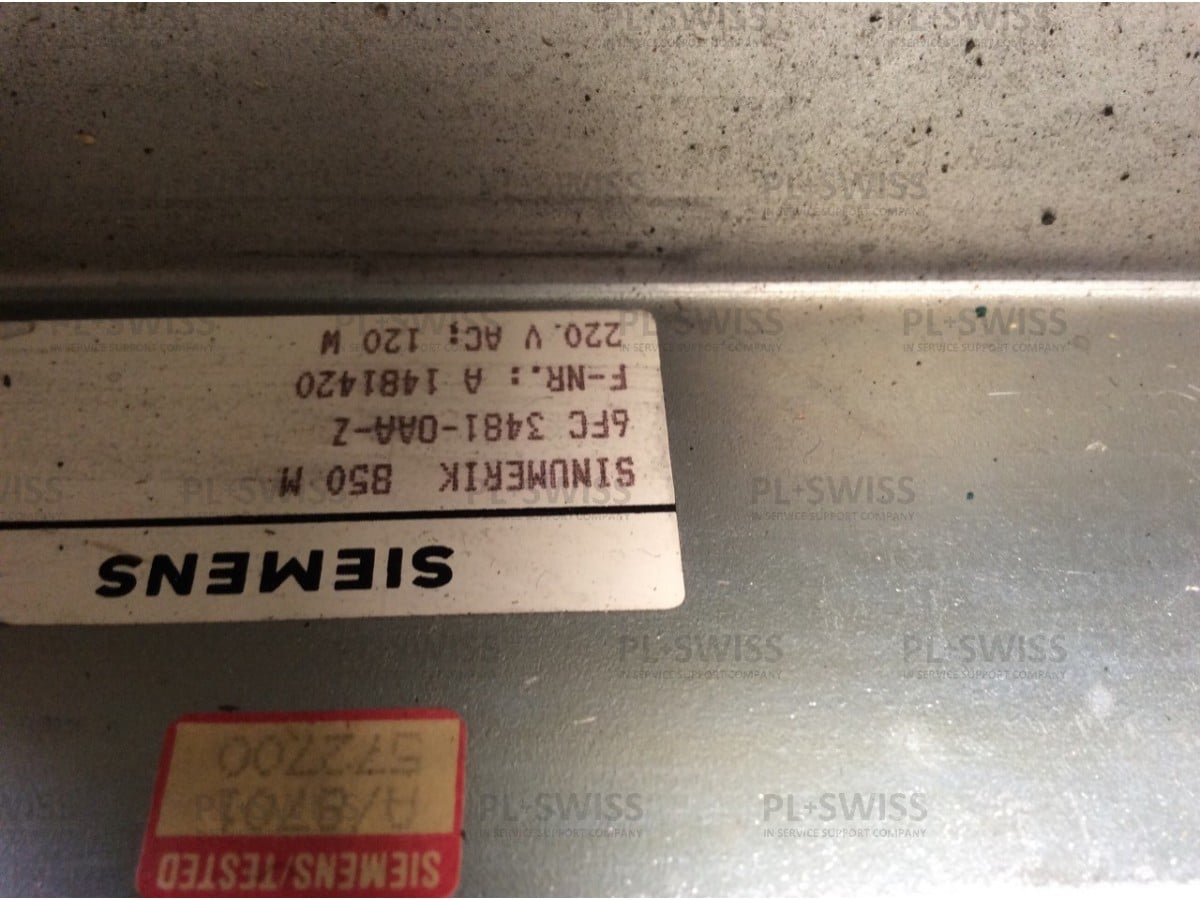 SIEMENS
SINUMERIK 850 M
6FC 3481-0AA-Z
F-NR.: A 1481420
220.V AC; 120 W
SIEMENS/TESTED
A/8701
572700
PL+SWISS
IN SERVICE SUPPORT COMPANY